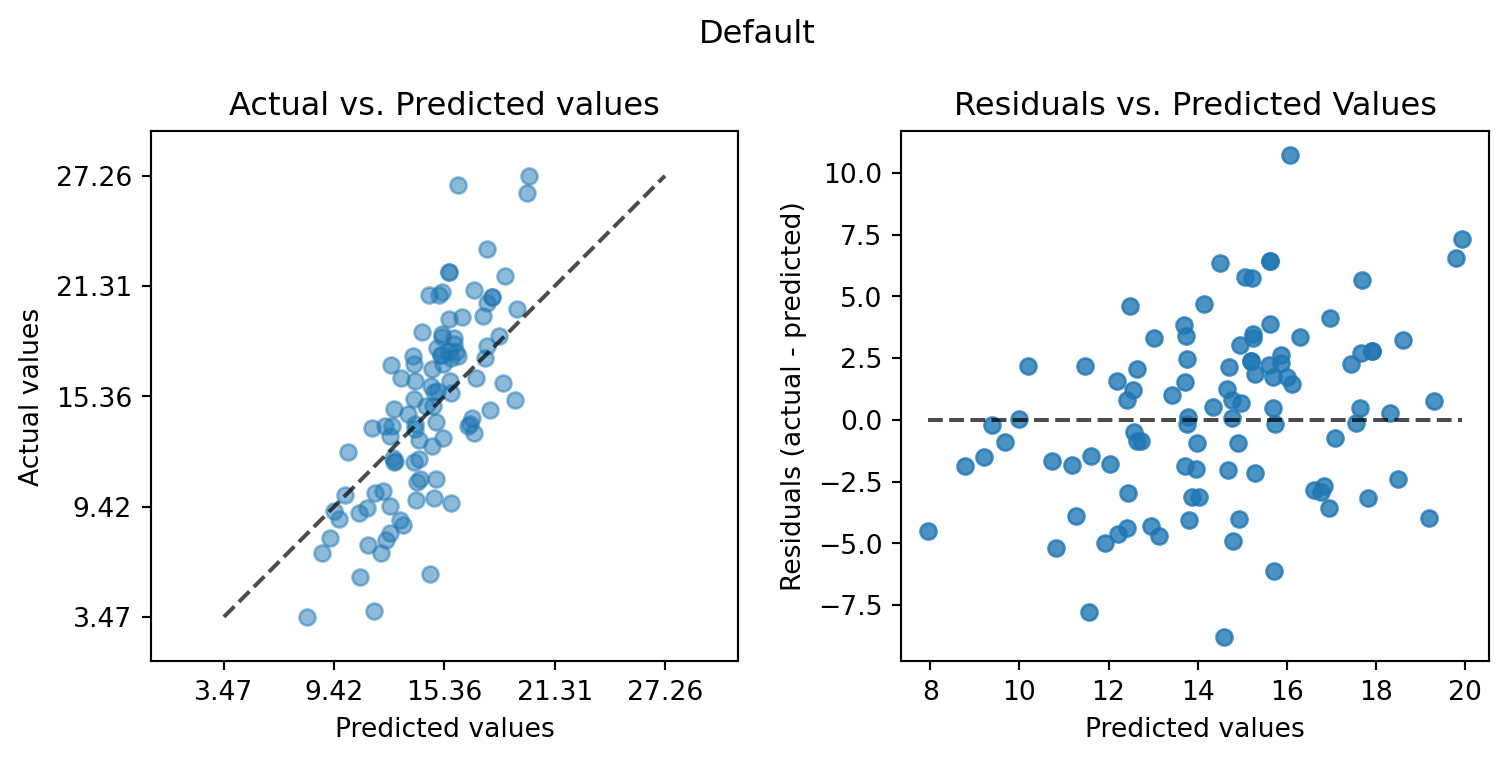 Default
Actual vs. Predicted values
27.26
21.31
15.36
9.42
3.47
Actual values
3.47 9.42 15.36 21.31 27.26
Predicted values
Residuals vs. Predicted Values
10.0
7.5
5.0
2.5
0.0
−2.5
−5.0
−7.5
Residuals (actual - predicted)
8 10 12 14 16 18 20
Predicted values